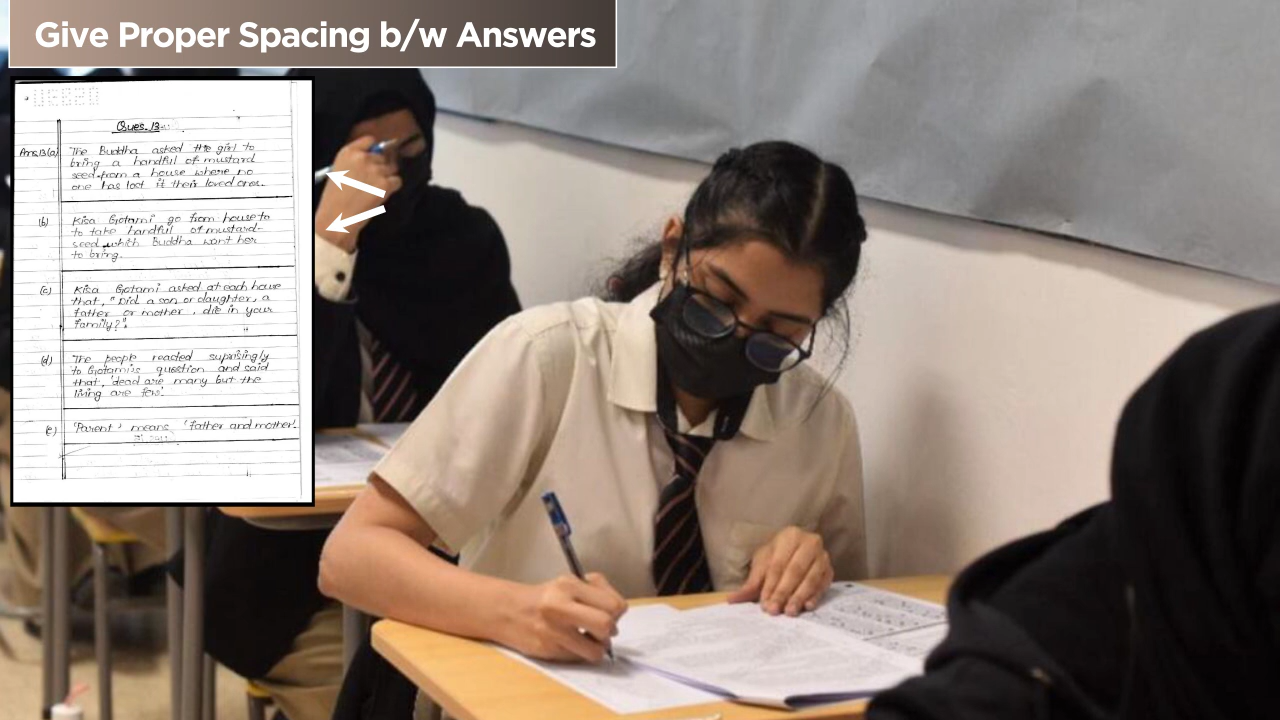 Give Proper Spacing b/w Answers
Ques. 13
Ans.13(a) The Buddha asked the girl to
bring a handful of mustard
seed from a house where no
one has lost their loved ones.
(b) Kisa Gotami go from house to
to take handful of mustard-
seed which Buddha want her
to bring.
(c) Kisa Gotami asked at each house
that, "Did a son or daughter, a
father or mother, die in your
family?".
(d) The people reacted suprisingly
to Gotami's question and said
that, 'dead are many but the
living are few.'
(e) 'Parent' means 'father and mother'.